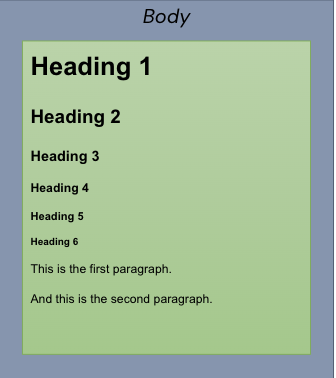 Body
Heading 1
Heading 2
Heading 3
Heading 4
Heading 5
Heading 6
This is the first paragraph.
And this is the second paragraph.